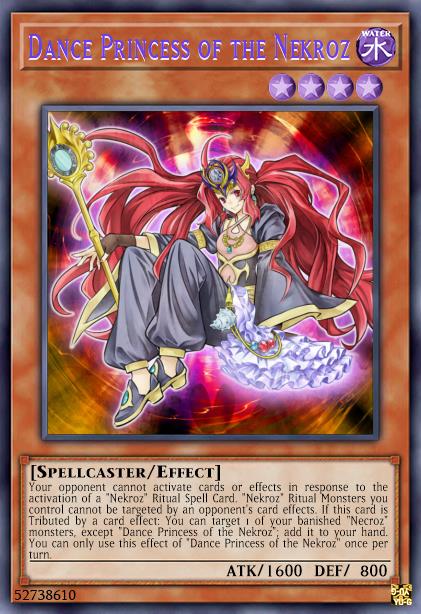 Dance Princess of the Nekroz
WATER
水
[Spellcaster/Effect]
Your opponent cannot activate cards or effects in response to the
activation of a "Nekroz" Ritual Spell Card. "Nekroz" Ritual Monsters you
control cannot be targeted by an opponent's card effects. If this card is
Tributed by a card effect: You can target 1 of your banished "Necroz"
monsters, except "Dance Princess of the Nekroz"; add it to your hand.
You can only use this effect of "Dance Princess of the Nekroz" once per
turn.
ATK/1600 DEF/ 800
52738610